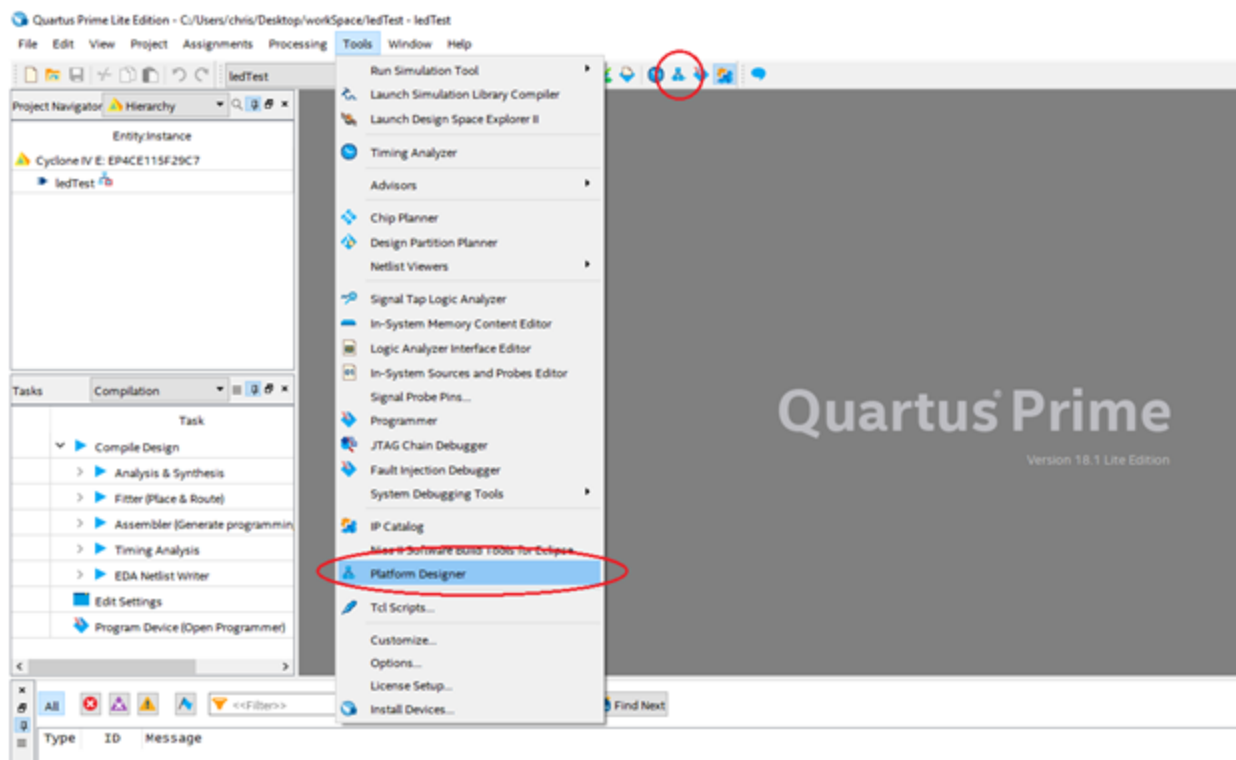 Quartus Prime Lite Edition - C:/Users/chris/Desktop/workSpace/ledTest - ledTest
File Edit View Project Assignments Processing Tools Window Help
ledTest
Project Navigator Hierarchy
Entity:Instance
Cyclone IV E: EP4CE115F29C7
ledTest
Tasks Compilation
Task
Compile Design
Analysis & Synthesis
Fitter (Place & Route)
Assembler (Generate programmin
Timing Analysis
EDA Netlist Writer
Edit Settings
Program Device (Open Programmer)
Run Simulation Tool
Launch Simulation Library Compiler
Launch Design Space Explorer II
Timing Analyzer
Advisors
Chip Planner
Design Partition Planner
Netlist Viewers
Signal Tap Logic Analyzer
In-System Memory Content Editor
Logic Analyzer Interface Editor
In-System Sources and Probes Editor
Signal Probe Pins...
Programmer
JTAG Chain Debugger
Fault Injection Debugger
System Debugging Tools
IP Catalog
Nios II Software Build Tools for Eclipse
Platform Designer
Tcl Scripts...
Customize...
Options...
License Setup...
Install Devices...
Quartus Prime
Version 18.1 Lite Edition
All <<Filter>> Find Next
Type ID Message